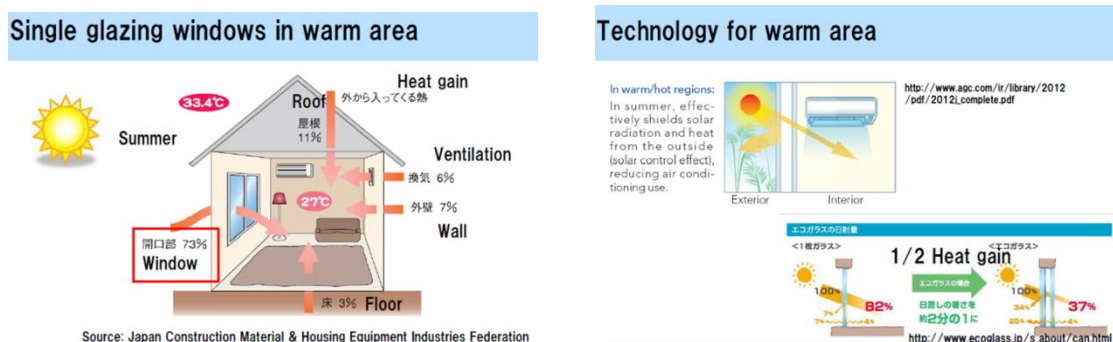 Single glazing windows in warm area
33.4℃
Summer
Roof
屋根
11%
Heat gain
外から入ってくる熱
Ventilation
換気 6%
27℃
外壁 7%
Wall
開口部 73%
Window
床 3% Floor
Source: Japan Construction Material & Housing Equipment Industries Federation
Technology for warm area
In warm/hot regions:
In summer, effec-
tively shields solar
radiation and heat
from the outside
(solar control effect),
reducing air condi-
tioning use.
Exterior
Interior
http://www.agc.com/ir/library/2012
/pdf/2012j_complete.pdf
エコガラスの日射量
<1枚ガラス>
1/2 Heat gain
<エコガラス>
100%
82%
7%
7%
4%
エコガラスの場合
日差しの暑さを
約2分の1に
100%
34%
37%
25%
4%
http://www.ecoglass.jp/s_about/can.html